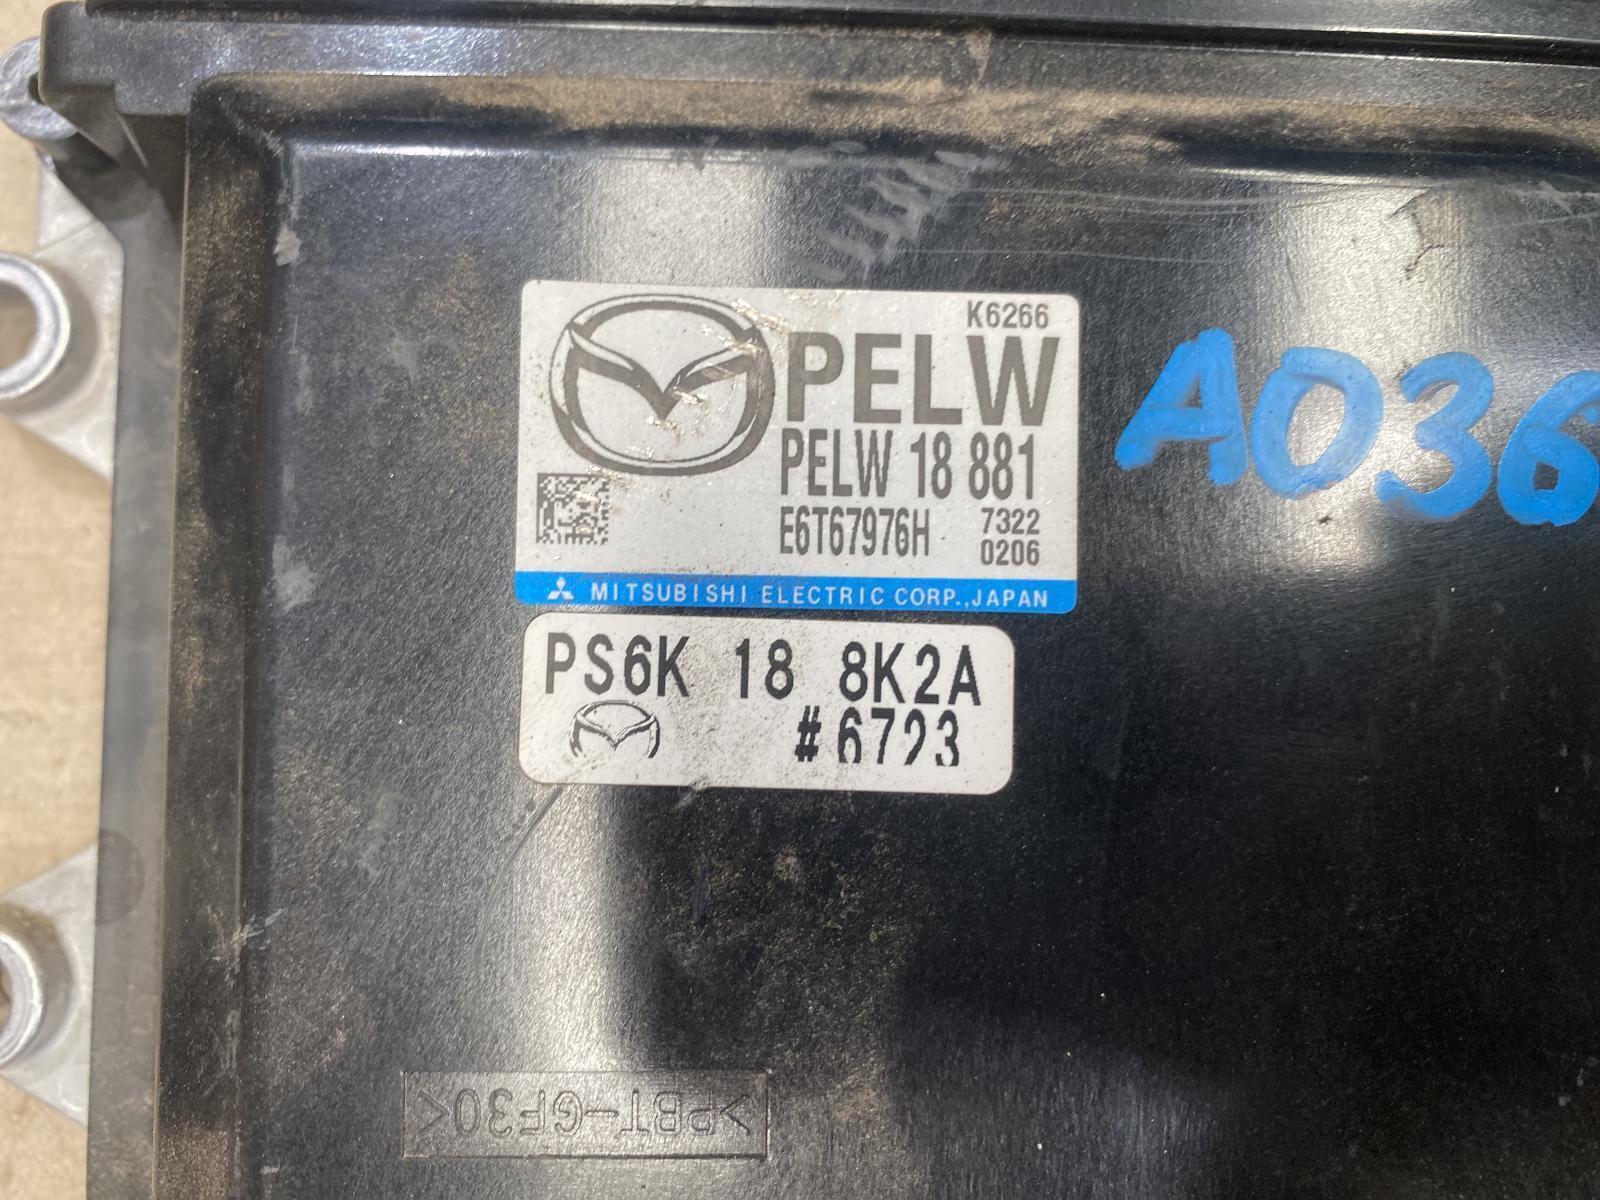 K6266
PELW
PELW 18 881
E6T67976H 7322
0206
MITSUBISHI ELECTRIC CORP., JAPAN
A036
PS6K 18 8K2A
#6723
>PBT-GF30<